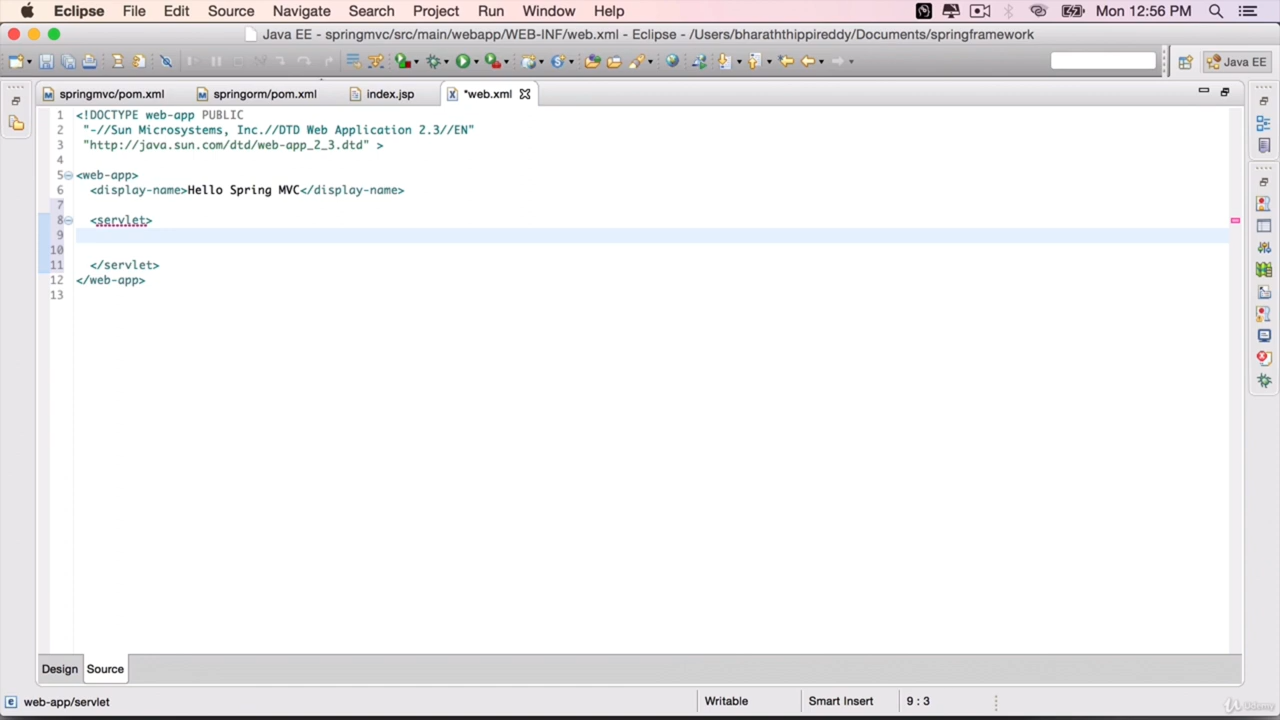 Eclipse File Edit Source Navigate Search Project Run Window Help Mon 12:56 PM
Java EE - springmvc/src/main/webapp/WEB-INF/web.xml - Eclipse - /Users/bharaththippireddy/Documents/springframework
Java EE
springmvc/pom.xml springorm/pom.xml index.jsp *web.xml
1 <!DOCTYPE web-app PUBLIC
2 "-//Sun Microsystems, Inc.//DTD Web Application 2.3//EN"
3 "http://java.sun.com/dtd/web-app_2_3.dtd" >
4
5 <web-app>
6 <display-name>Hello Spring MVC</display-name>
7
8 <servlet>
9
10
11 </servlet>
12 </web-app>
13
Design Source
web-app/servlet Writable Smart Insert 9 : 3
Udemy